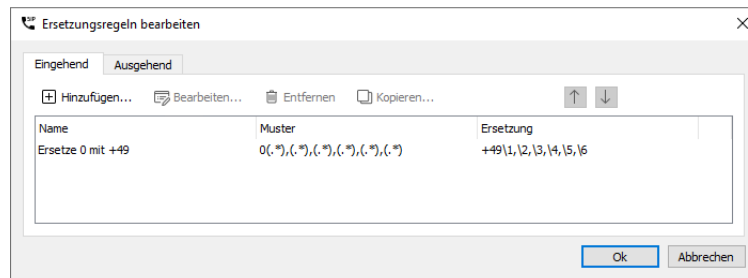 SIP Ersetzungsregeln bearbeiten
Eingehend Ausgehend
Hinzufügen... Bearbeiten... Entfernen Kopieren...
Name Muster Ersetzung
Ersetze 0 mit +49 0(.*),(.*),(.*),(.*),(.*),(.*) +49\1,\2,\3,\4,\5,\6
Ok Abbrechen